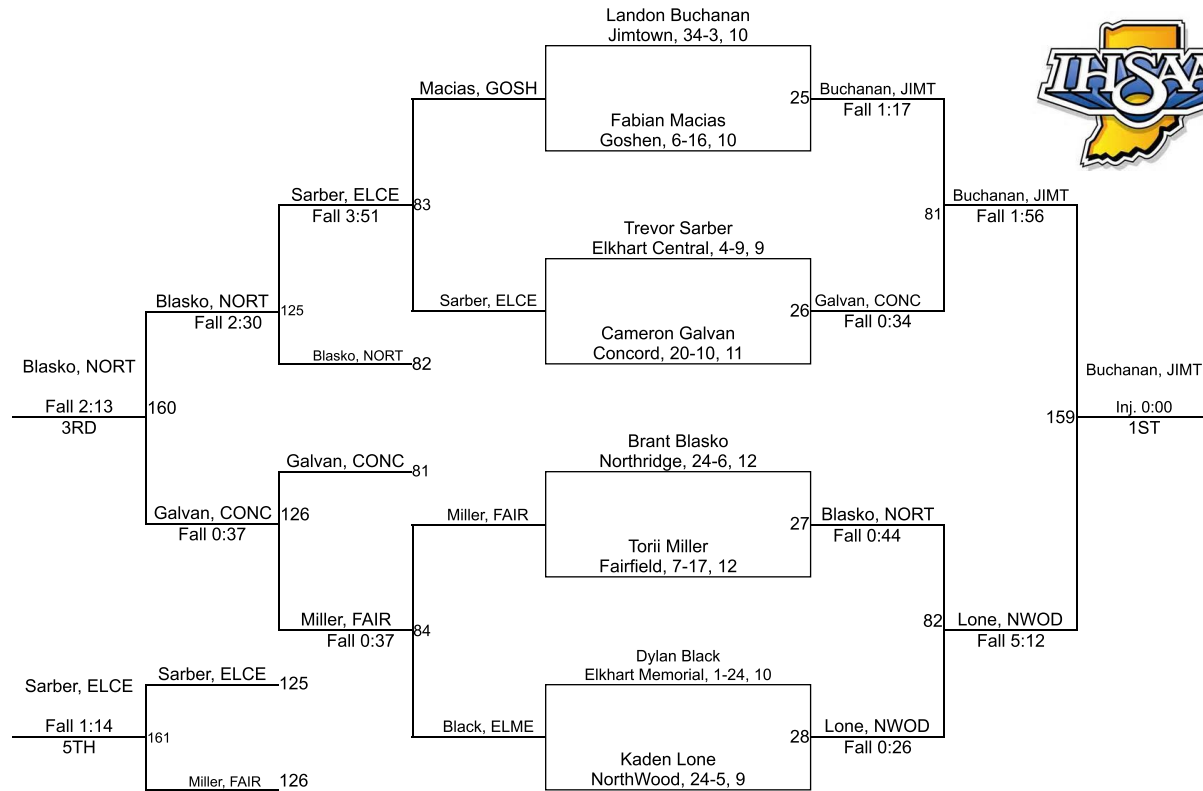 Landon Buchanan
Jimtown, 34-3, 10
IHSAA
Macias, GOSH
25
Buchanan, JIMT
Fall 1:17
Fabian Macias
Goshen, 6-16, 10
Sarber, ELCE
Fall 3:51
83
81
Buchanan, JIMT
Fall 1:56
Trevor Sarber
Elkhart Central, 4-9, 9
Blasko, NORT
Fall 2:30
125
Sarber, ELCE
26
Galvan, CONC
Fall 0:34
Cameron Galvan
Concord, 20-10, 11
Blasko, NORT
82
Blasko, NORT
Fall 2:13
3RD
160
159
Buchanan, JIMT
Inj. 0:00
1ST
Brant Blasko
Northridge, 24-6, 12
Galvan, CONC
81
Galvan, CONC
Fall 0:37
126
Miller, FAIR
27
Blasko, NORT
Fall 0:44
Torii Miller
Fairfield, 7-17, 12
Miller, FAIR
Fall 0:37
84
82
Lone, NWOD
Fall 5:12
Dylan Black
Elkhart Memorial, 1-24, 10
Sarber, ELCE
125
Sarber, ELCE
Fall 1:14
5TH
161
Black, ELME
28
Lone, NWOD
Fall 0:26
Kaden Lone
NorthWood, 24-5, 9
Miller, FAIR
126